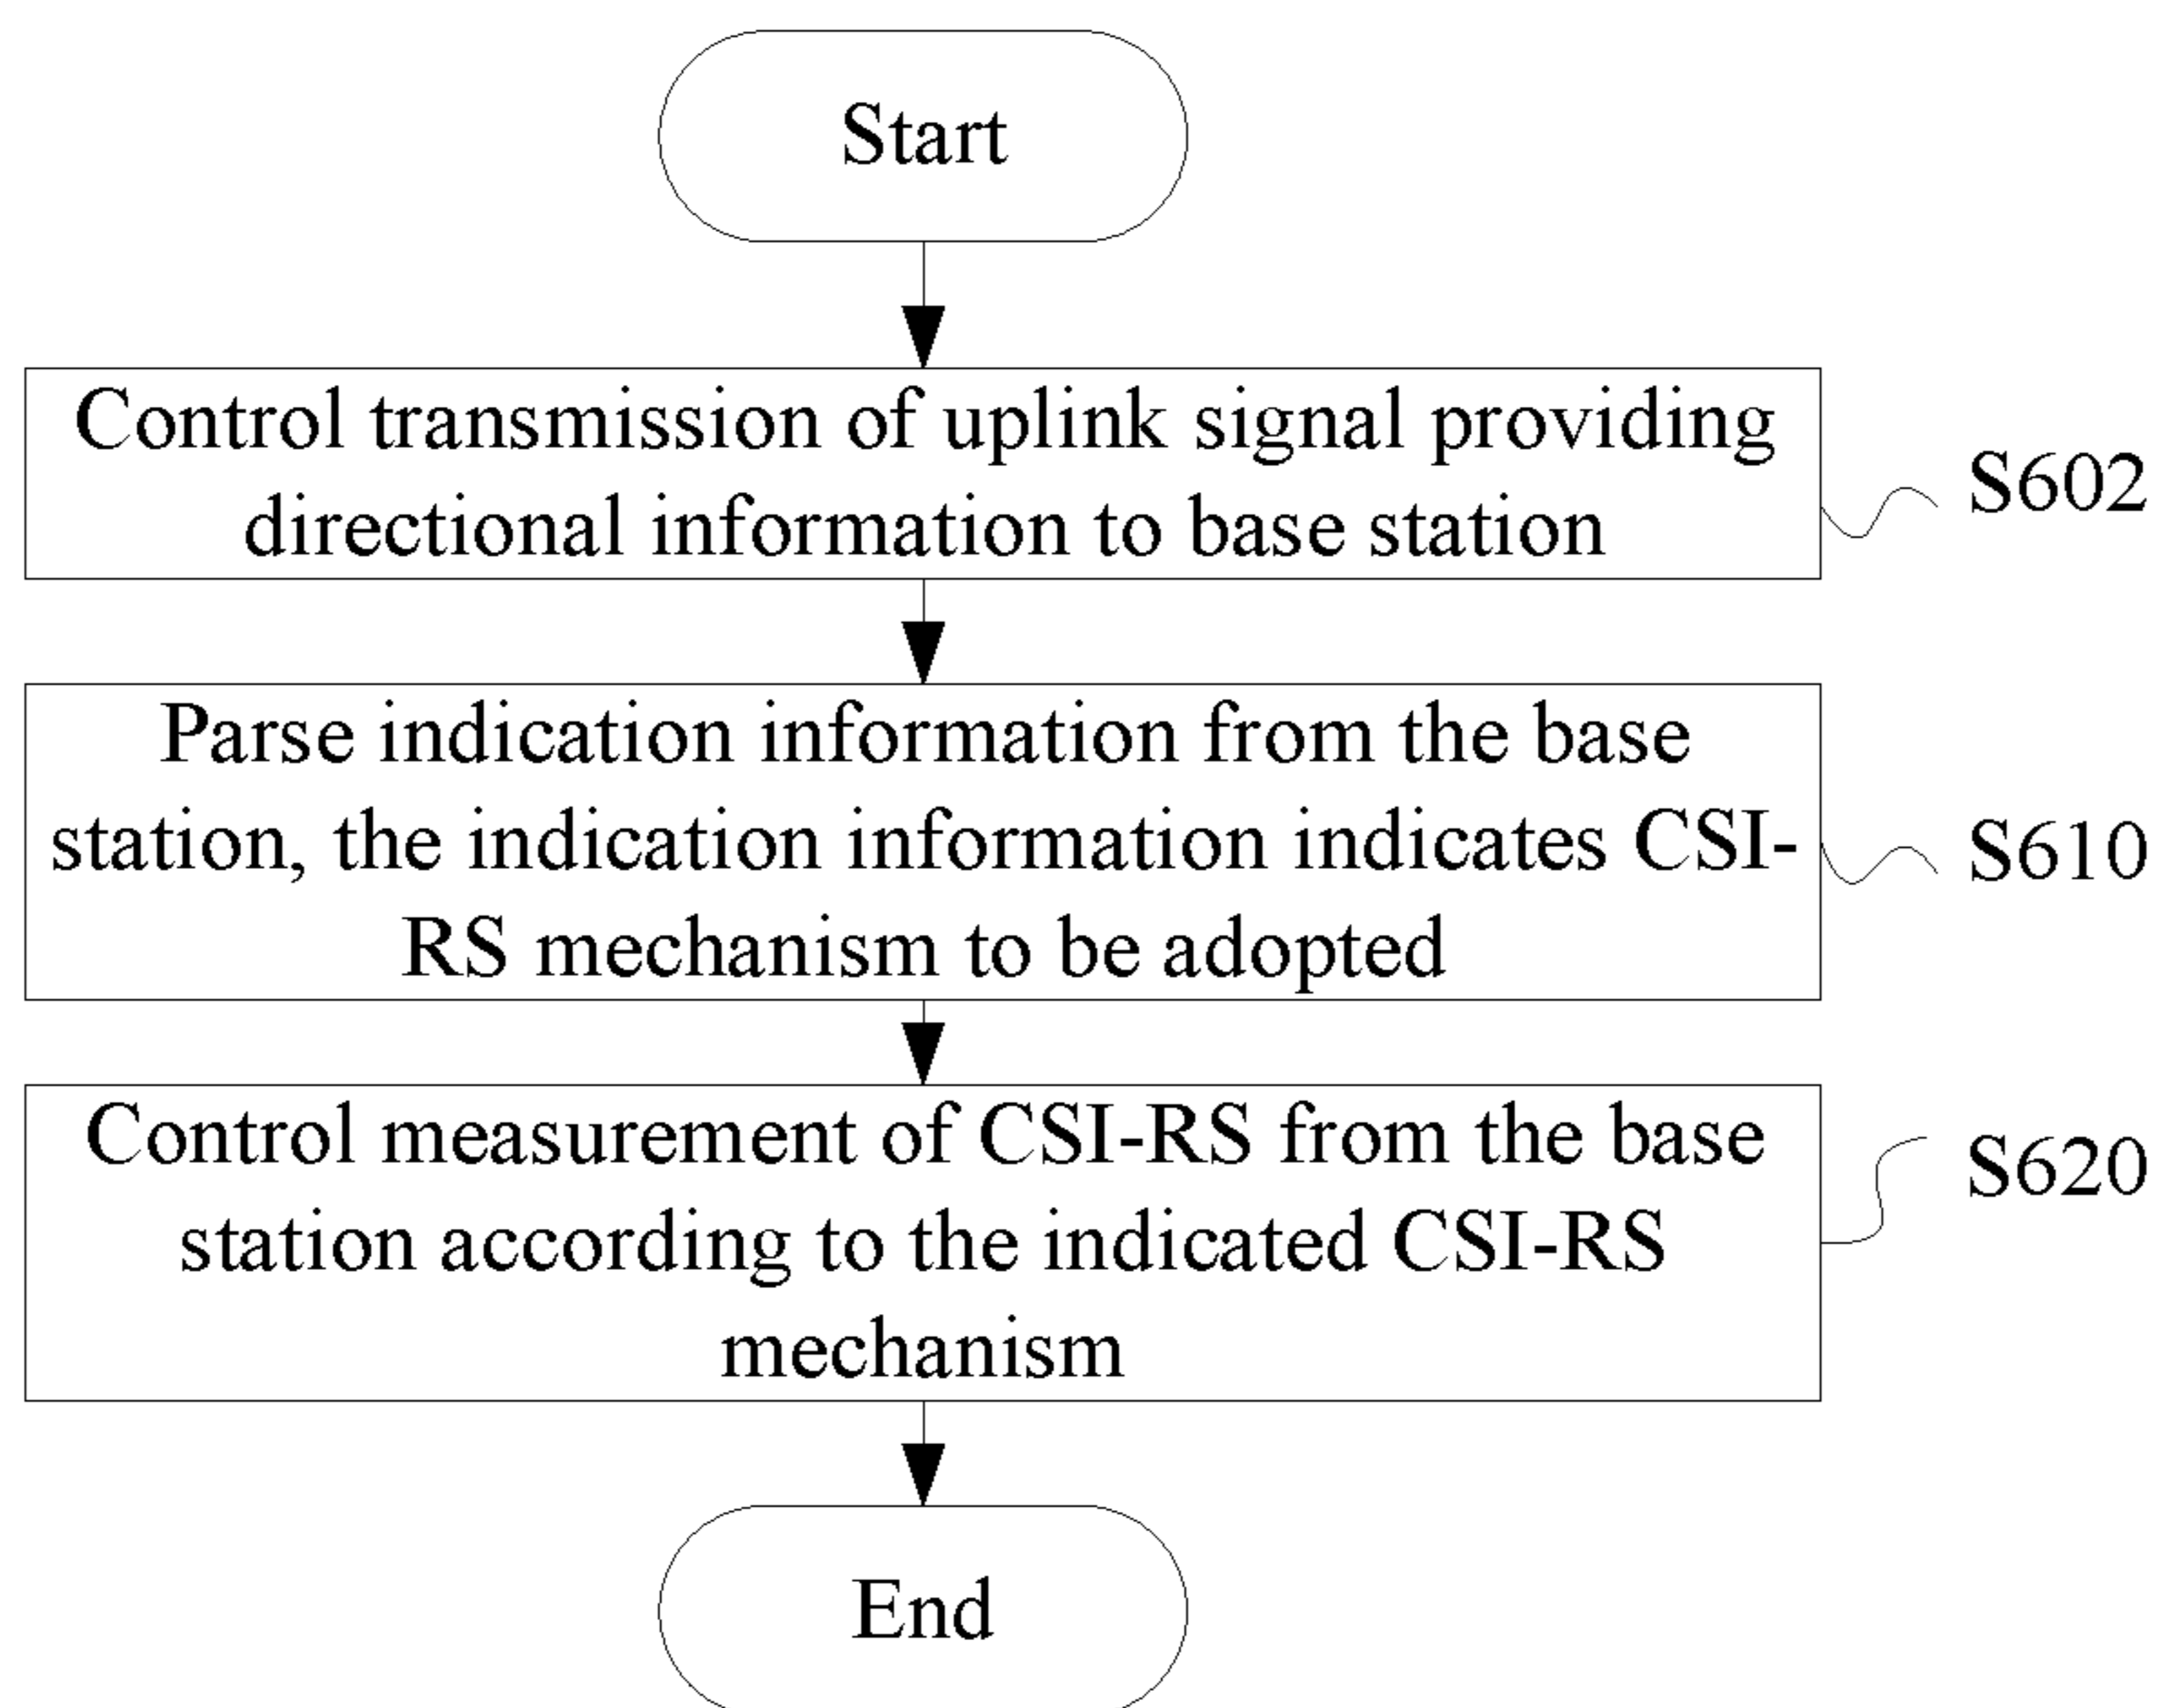 Start
Control transmission of uplink signal providing
directional information to base station
S602
Parse indication information from the base
station, the indication information indicates CSI-
RS mechanism to be adopted
S610
Control measurement of CSI-RS from the base
station according to the indicated CSI-RS
mechanism
S620
End